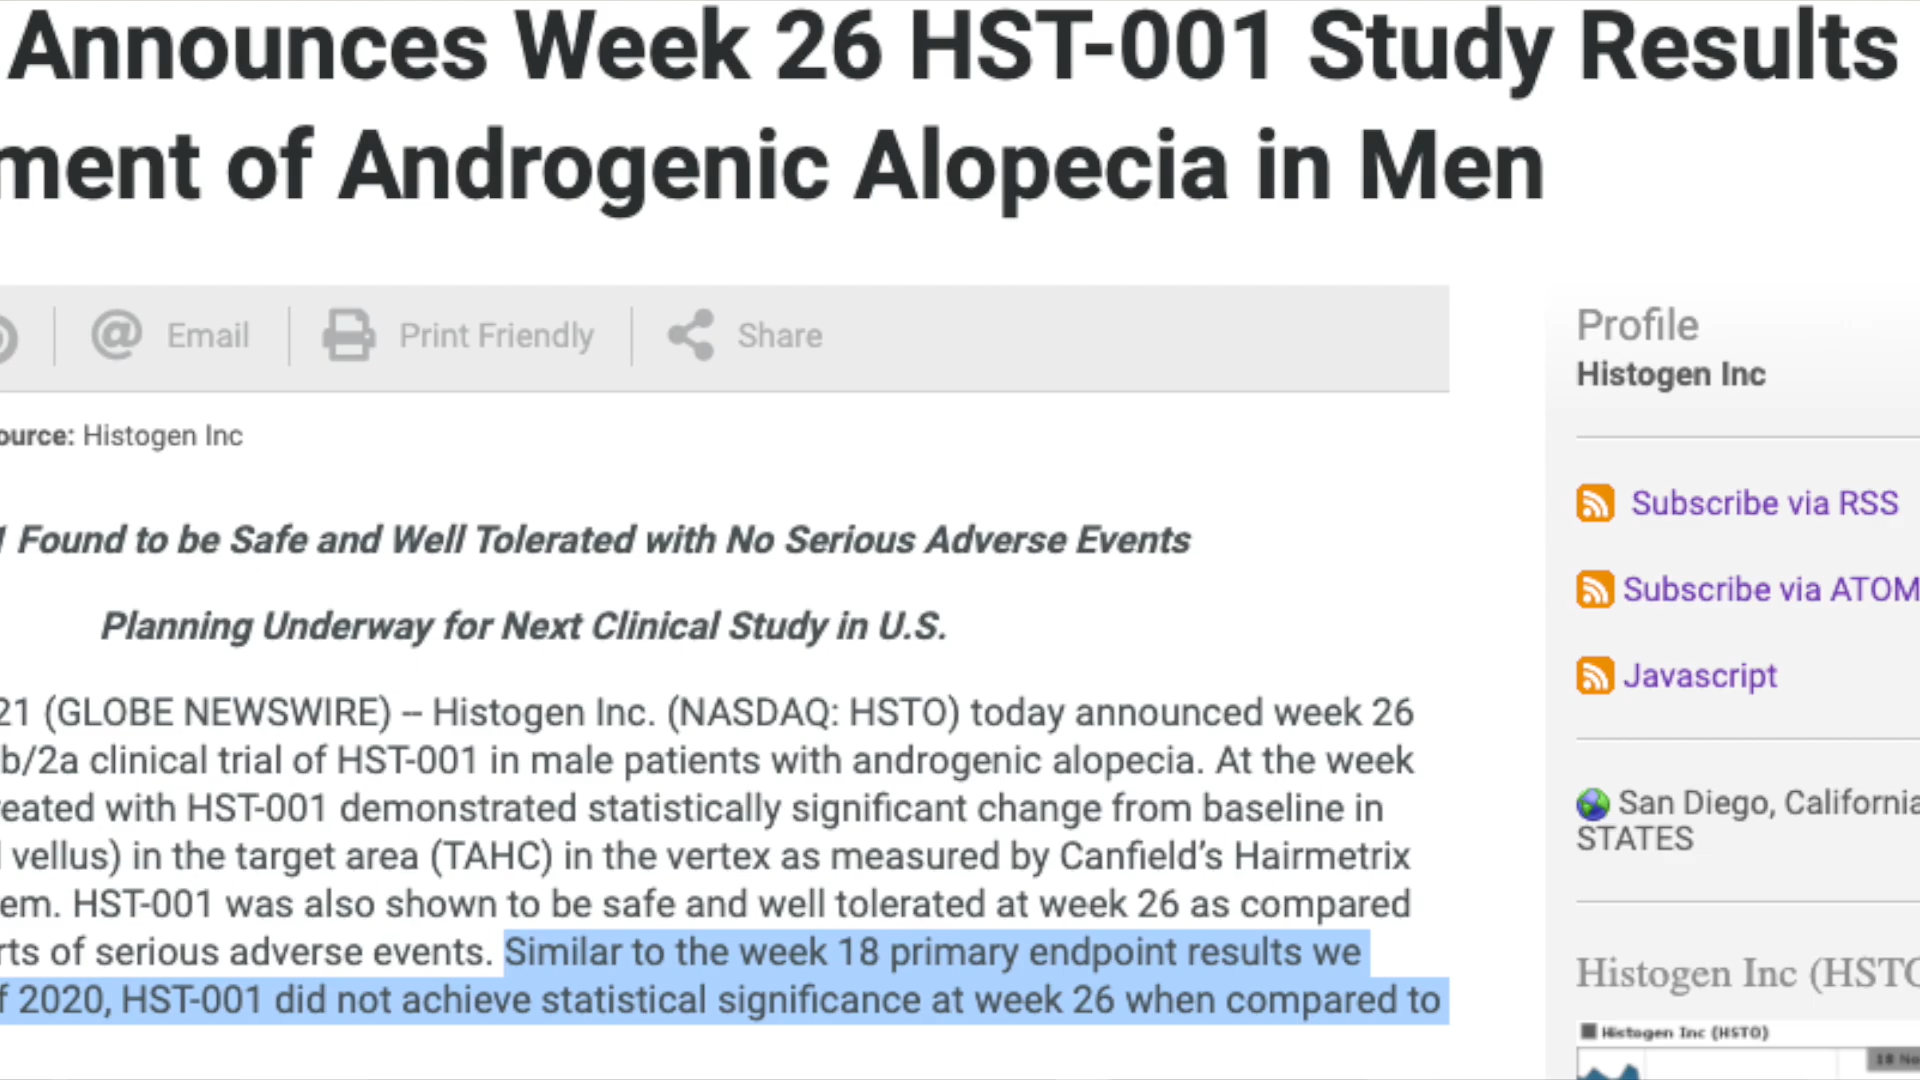 Announces Week 26 HST-001 Study Results
ment of Androgenic Alopecia in Men
Email
Print Friendly
Share
Profile
Histogen Inc
ource: Histogen Inc
Subscribe via RSS
Found to be Safe and Well Tolerated with No Serious Adverse Events
Subscribe via ATOM
Planning Underway for Next Clinical Study in U.S.
Javascript
21 (GLOBE NEWSWIRE) -- Histogen Inc. (NASDAQ: HSTO) today announced week 26
b/2a clinical trial of HST-001 in male patients with androgenic alopecia. At the week
eated with HST-001 demonstrated statistically significant change from baseline in
vellus) in the target area (TAHC) in the vertex as measured by Canfield's Hairmetrix
em. HST-001 was also shown to be safe and well tolerated at week 26 as compared
rts of serious adverse events. Similar to the week 18 primary endpoint results we
f 2020, HST-001 did not achieve statistical significance at week 26 when compared to
San Diego, California
STATES
Histogen Inc (HSTO
Histogen Inc (HSTO)
18 No